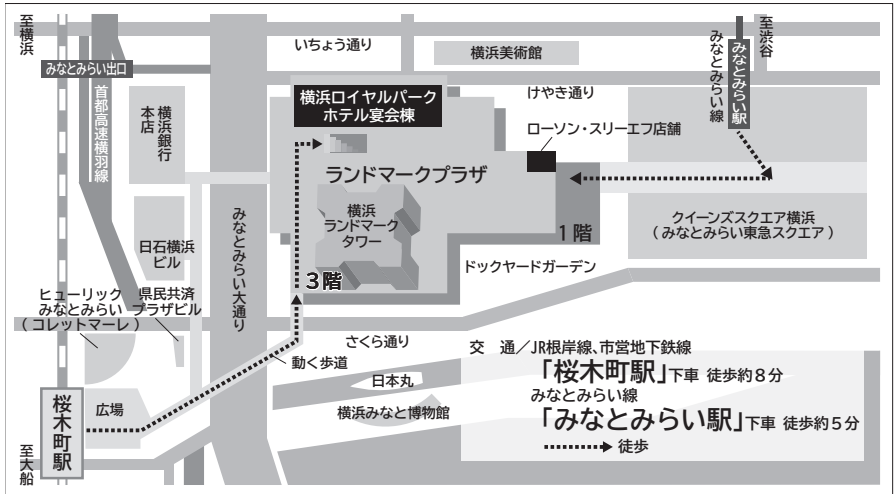 至横浜
いちょう通り
横浜美術館
至渋谷
みなとみらい線
みなとみらい駅
みなとみらい出口
首都高速横羽線
横浜銀行
本店
横浜ロイヤルパーク
ホテル宴会棟
けやき通り
ローソン・スリーエフ店舗
ランドマークプラザ
横浜
ランドマーク
タワー
1階
クイーンズスクエア横浜
(みなとみらい東急スクエア)
日石横浜
ビル
みなとみらい大通り
3階
ドックヤードガーデン
ヒューリック
みなとみらい
(コレットマーレ)
県民共済
プラザビル
さくら通り
動く歩道
日本丸
横浜みなと博物館
広場
桜木町駅
至大船
交 通/JR根岸線、市営地下鉄線
「桜木町駅」下車 徒歩約8分
みなとみらい線
「みなとみらい駅」下車 徒歩約5分
徒歩